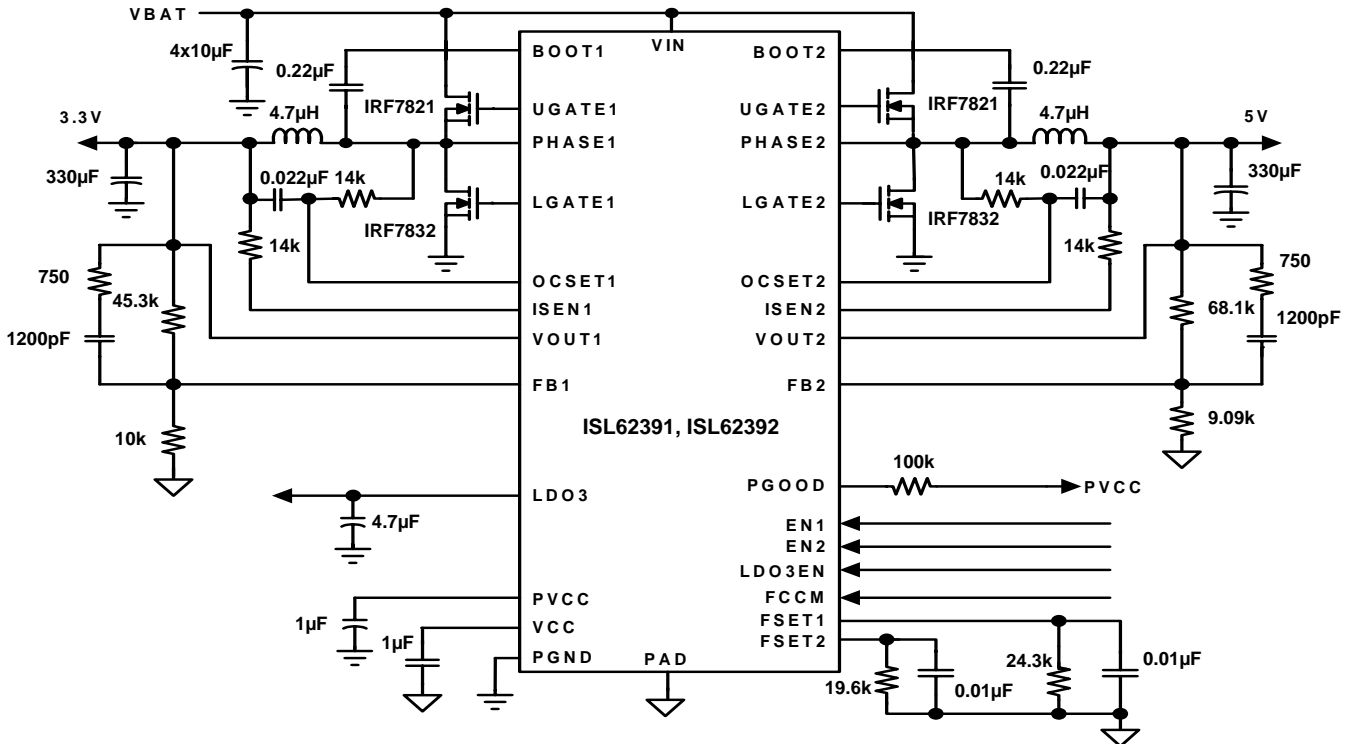 VBAT
4x10µF
0.22µF
IRF7821
4.7µH
3.3V
330µF
0.022µF
14k
IRF7832
14k
750
45.3k
1200pF
10k
4.7µF
1µF
1µF
VIN
BOOT1
UGATE1
PHASE1
LGATE1
OCSET1
ISEN1
VOUT1
FB1
LDO3
PVCC
VCC
PGND
PAD
ISL62391, ISL62392
BOOT2
UGATE2
PHASE2
LGATE2
OCSET2
ISEN2
VOUT2
FB2
PGOOD
EN1
EN2
LDO3EN
FCCM
FSET1
FSET2
IRF7821
0.22µF
4.7µH
5V
330µF
14k
0.022µF
IRF7832
14k
750
68.1k
1200pF
9.09k
100k
PVCC
19.6k
0.01µF
24.3k
0.01µF